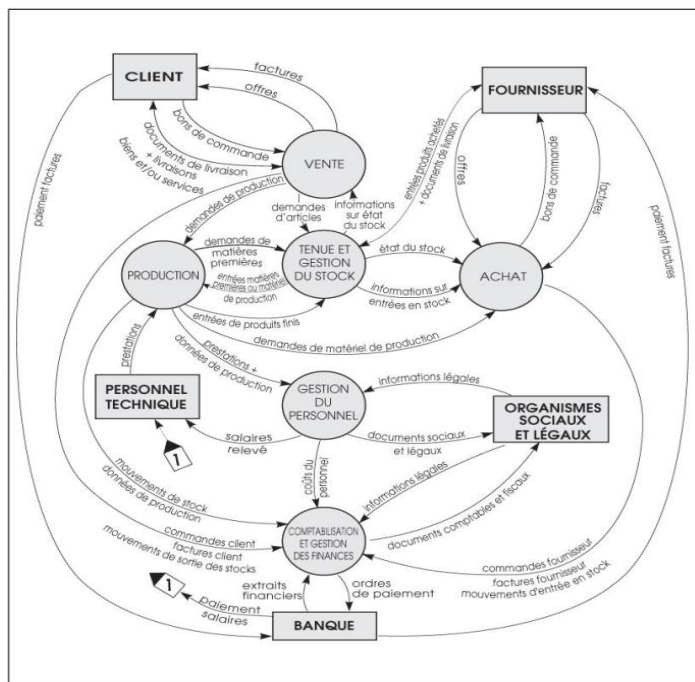 CLIENT
FOURNISSEUR
factures
offres
bons de commande
documents de livraison
+ livraisons
biens et/ou services
VENTE
paiement factures
entrées produits achetés
+ documents de livraison
offres
bons de commande
factures
paiement factures
demandes de production
demandes
d'articles
informations
sur état
du stock
PRODUCTION
demandes de
matières
premières
TENUE ET
GESTION
DU STOCK
état du stock
ACHAT
entrées matières
premières ou matériel
de production
informations sur
entrées en stock
entrées de produits finis
demandes de matériel de production
prestations
prestations +
données de production
PERSONNEL
TECHNIQUE
GESTION
DU
PERSONNEL
informations légales
ORGANISMES
SOCIAUX
ET LÉGAUX
salaires
relevé
documents sociaux
et légaux
1
coûts du
personnel
informations légales
documents comptables et fiscaux
mouvements de stock
données de production
commandes client
factures client
mouvements de sortie des stocks
COMPTABILISATION
ET GESTION
DES FINANCES
commandes fournisseur
factures fournisseur
mouvements d'entrée en stock
1
paiement
salaires
extraits
financiers
ordres
de paiement
BANQUE